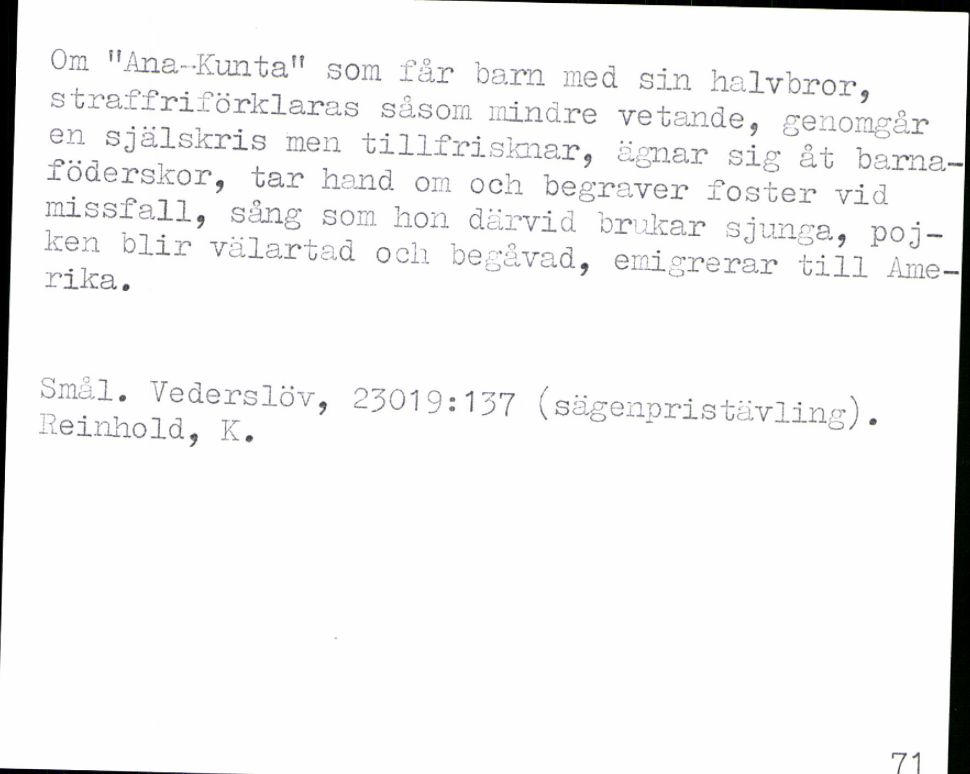 Om "Ana-Kunta" som får barn med sin halvbror,
straffriförklaras såsom mindre vetande, genomgår
en själskris men tillfrisknar, ägnar sig åt barna-
föderskor, tar hand om och begraver foster vid
missfall, sång som hon därvid brukar sjunga, poj-
ken blir välartad och begåvad, emigrerar till Ame-
rika.
Smål. Vederslöv, 23019:137 (sägenpristävling).
Reinhold, K.
71